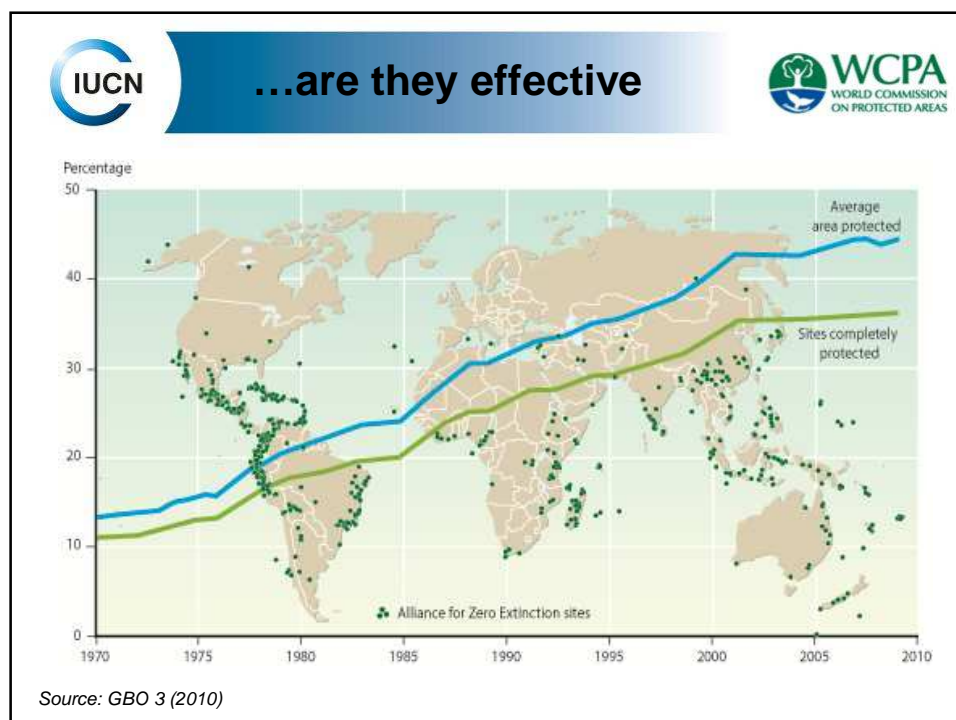 IUCN
…are they effective
WCPA
WORLD COMMISSION
ON PROTECTED AREAS
Percentage
50
40
30
20
10
0
Average
area protected
Sites completely
protected
Alliance for Zero Extinction sites
1970
1975
1980
1985
1990
1995
2000
2005
2010
Source: GBO 3 (2010)